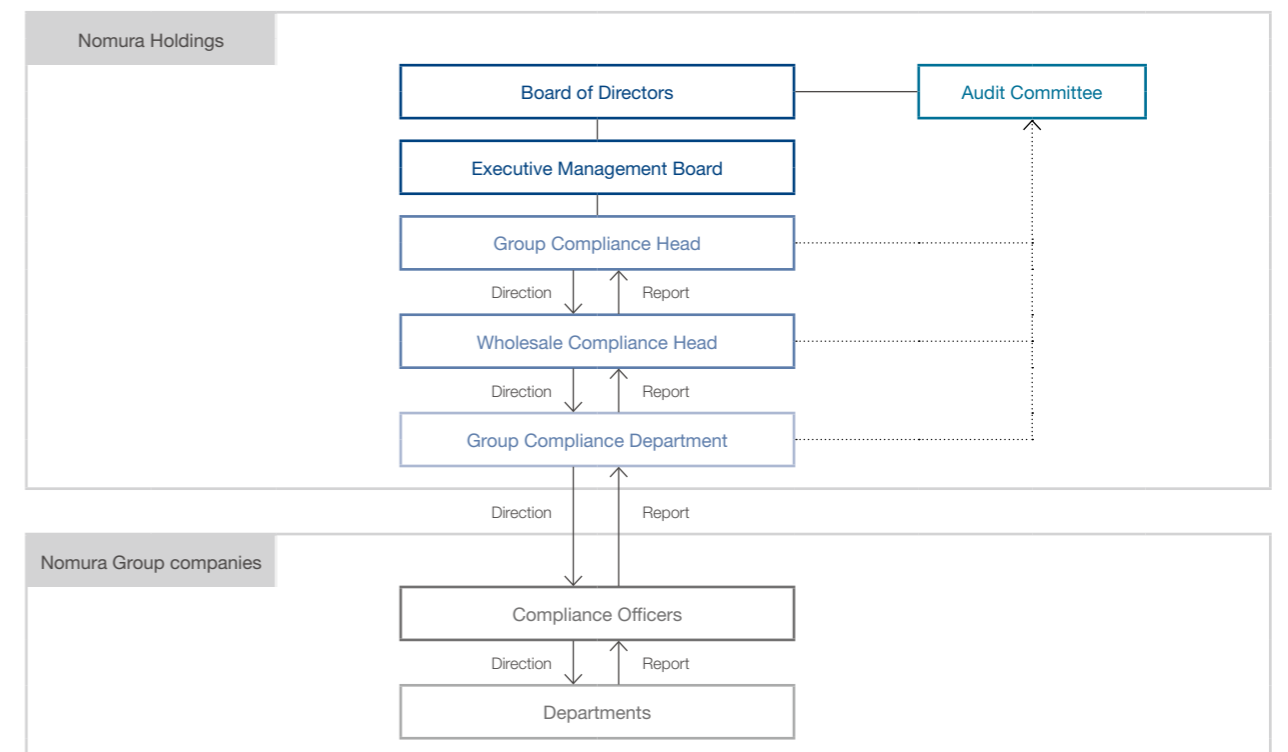 Nomura Holdings
Board of Directors
Audit Committee
Executive Management Board
Group Compliance Head
Direction
Report
Wholesale Compliance Head
Direction
Report
Group Compliance Department
Direction
Report
Nomura Group companies
Compliance Officers
Direction
Report
Departments